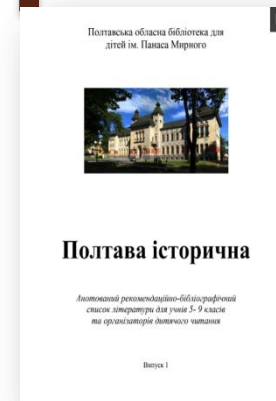 Полтавська обласна бібліотека для
дітей ім. Панаса Мирного
Полтава історична
Анотований рекомендаційно-бібліографічний
список літератури для учнів 5- 9 класів
та організаторів дитячого читання
Випуск 1